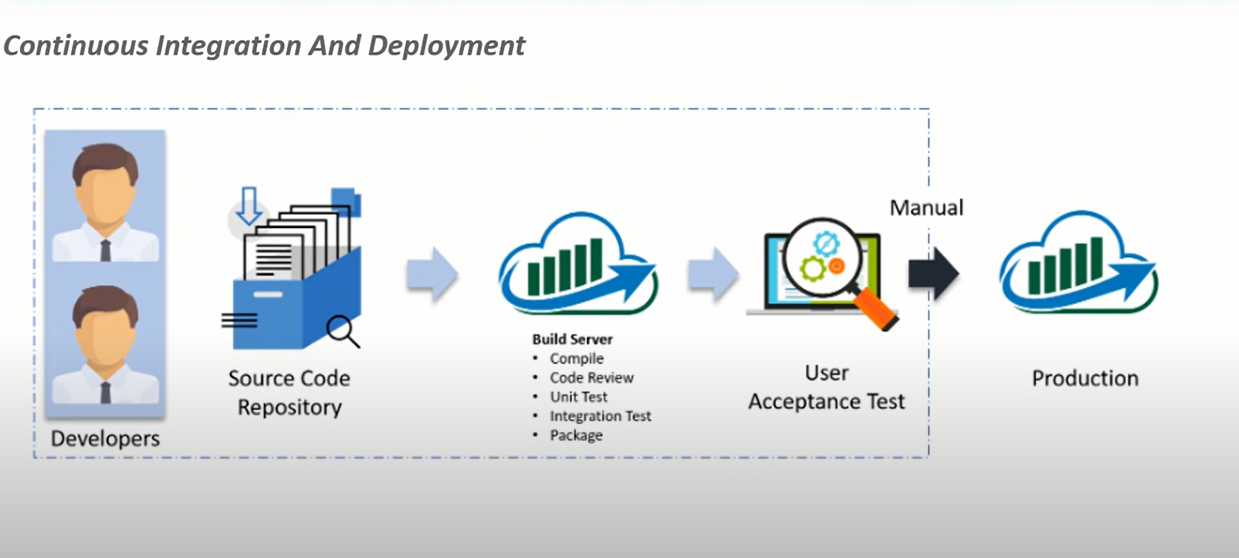 Continuous Integration And Deployment
Manual
Build Server
• Compile
• Code Review
• Unit Test
• Integration Test
• Package
Source Code
Repository
User
Acceptance Test
Production
Developers